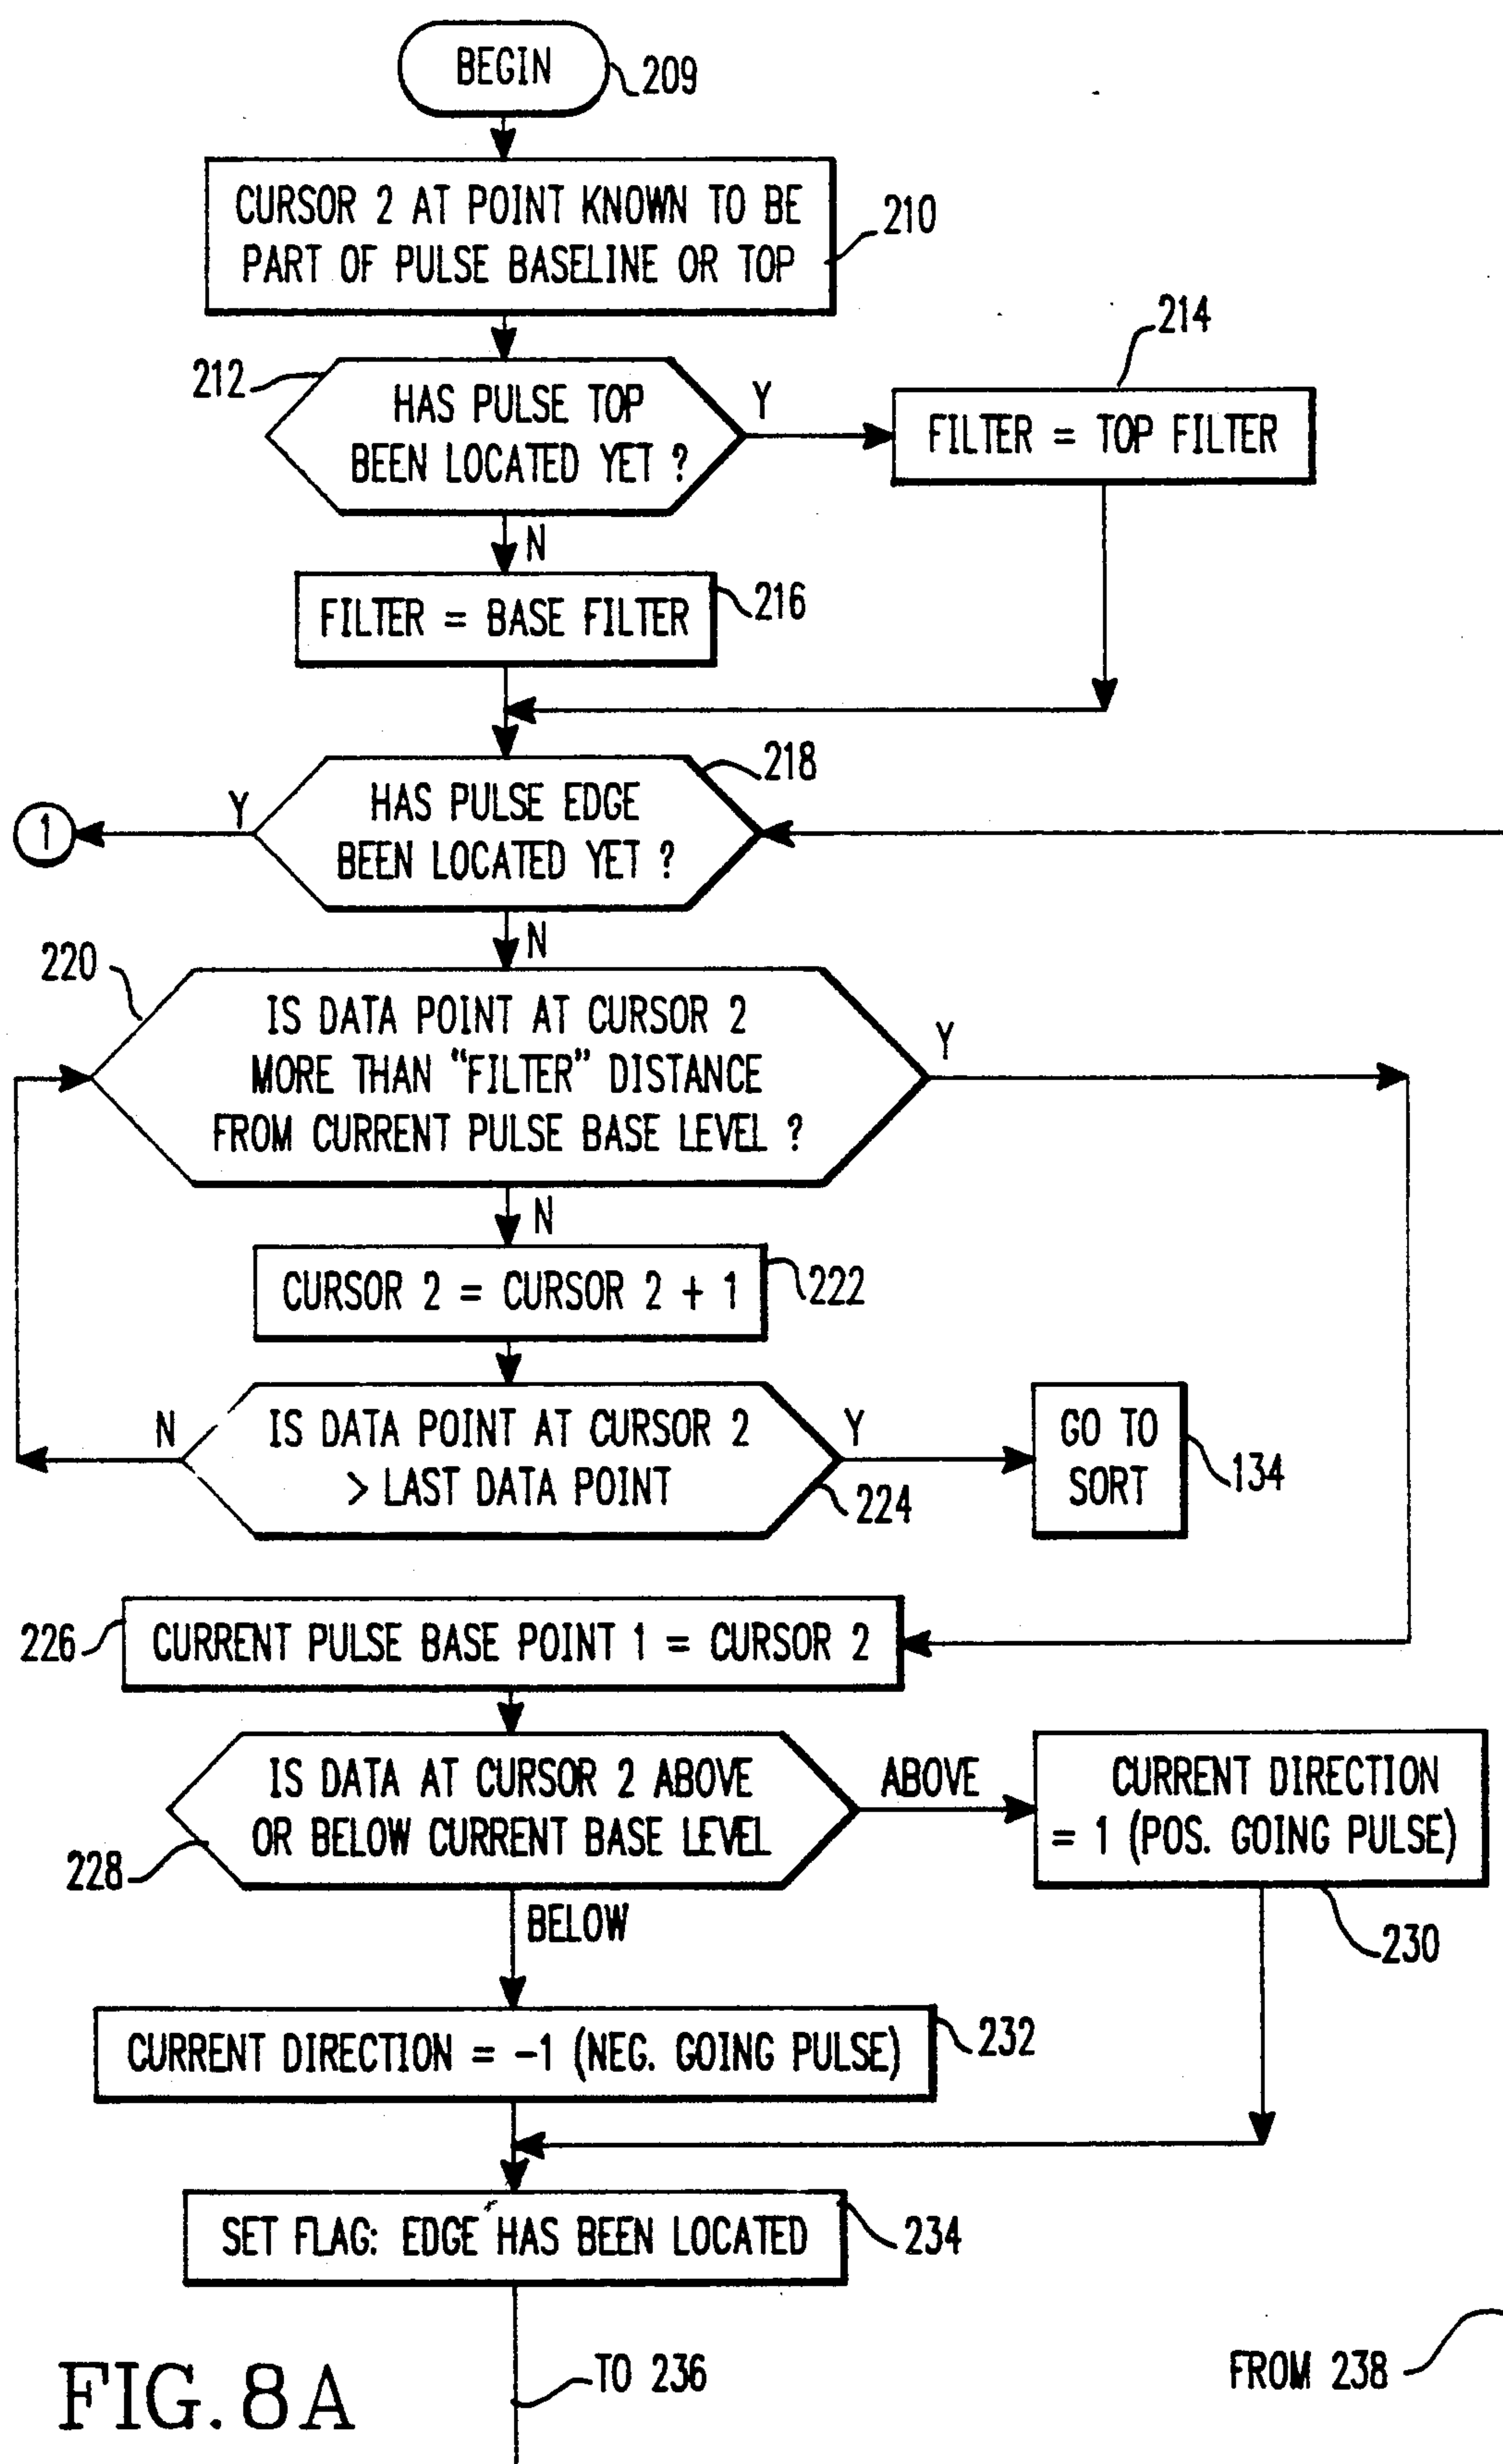 BEGIN
209
CURSOR 2 AT POINT KNOWN TO BE
PART OF PULSE BASELINE OR TOP
210
212
HAS PULSE TOP
BEEN LOCATED YET ?
Y
214
FILTER = TOP FILTER
N
FILTER = BASE FILTER
216
218
HAS PULSE EDGE
BEEN LOCATED YET ?
Y
1
N
220
IS DATA POINT AT CURSOR 2
MORE THAN "FILTER" DISTANCE
FROM CURRENT PULSE BASE LEVEL ?
Y
N
CURSOR 2 = CURSOR 2 + 1
222
N
IS DATA POINT AT CURSOR 2
> LAST DATA POINT
Y
224
GO TO
SORT
134
226
CURRENT PULSE BASE POINT 1 = CURSOR 2
IS DATA AT CURSOR 2 ABOVE
OR BELOW CURRENT BASE LEVEL
228
ABOVE
CURRENT DIRECTION
= 1 (POS. GOING PULSE)
230
BELOW
CURRENT DIRECTION = -1 (NEG. GOING PULSE)
232
SET FLAG: EDGE HAS BEEN LOCATED
234
TO 236
FROM 238
FIG. 8A